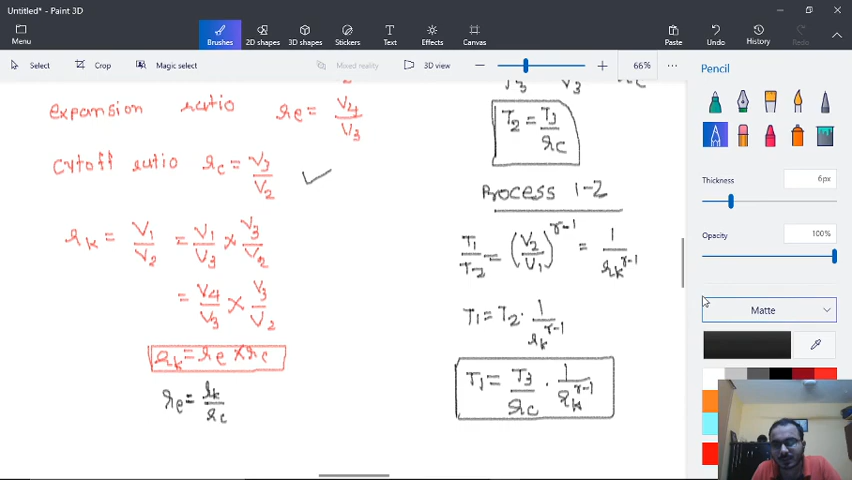 Untitled* - Paint 3D
Menu
Brushes
2D shapes
3D shapes
Stickers
Text
Effects
Canvas
Paste
Undo
History
Redo
Select
Crop
Magic select
Mixed reality
3D view
66%
Pencil
Thickness
6px
Opacity
100%
Matte
expansion ratio re = V4/V3
cutoff ratio rc = V3/V2 ✓
rk = V1/V2 = V1/V3 × V3/V2
= V4/V3 × V3/V2
rk = re × rc
re = rk/rc
T2 = T3/rc
Process 1-2
T1/T2 = (V2/V1)^γ-1 = 1/rk^γ-1
T1 = T2 · 1/rk^γ-1
T1 = T3/rc · 1/rk^γ-1